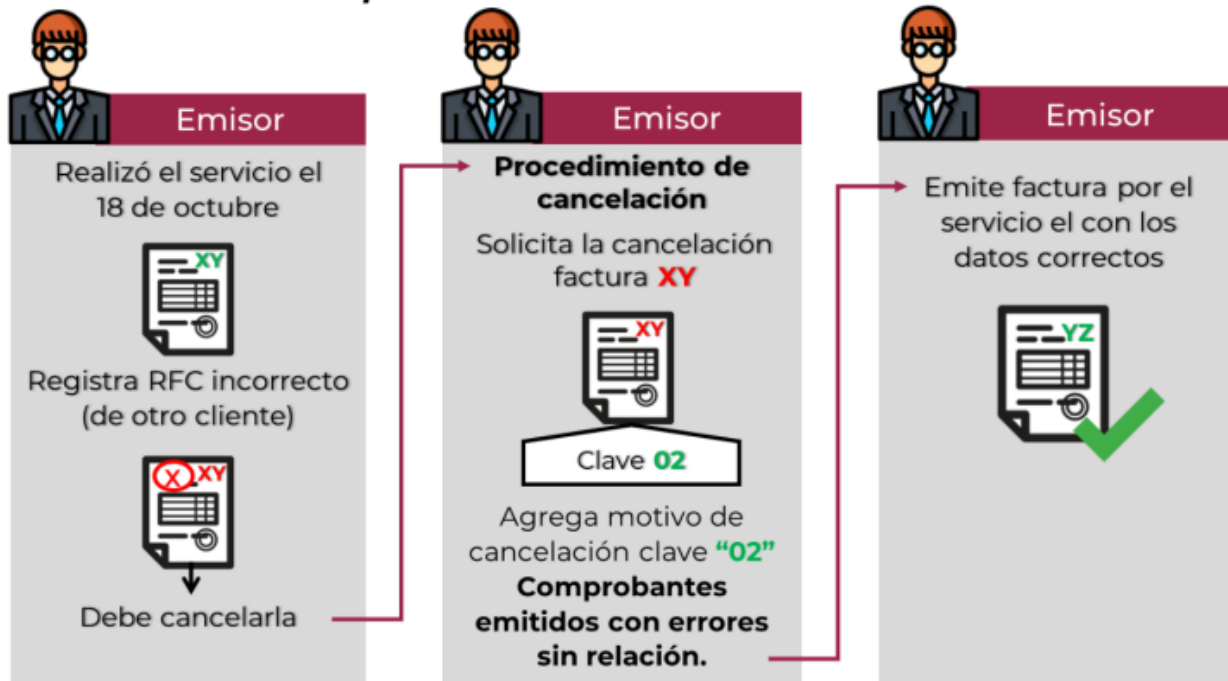 Emisor
Realizó el servicio el
18 de octubre
XY
Registra RFC incorrecto
(de otro cliente)
X XY
Debe cancelarla
Emisor
Procedimiento de
cancelación
Solicita la cancelación
factura XY
XY
Clave 02
Agrega motivo de
cancelación clave “02”
Comprobantes
emitidos con errores
sin relación.
Emisor
Emite factura por el
servicio el con los
datos correctos
YZ